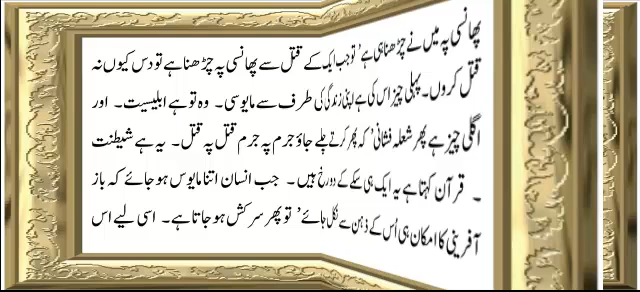 پھانسی پہ میں نے چڑھنا ہی ہے' تو جب ایک کے قتل سے پھانسی پہ چڑھنا ہے تو دس کیوں نہ
قتل کروں۔ پہلی چیز اس کی ہے اپنی زندگی کی طرف سے مایوسی۔ وہ تو ہے ابلیسیت۔ اور
اگلی چیز ہے پھر شعلہ فشانی' کہ پھر کرتے چلے جاؤ جرم پہ جرم قتل پہ قتل۔ یہ ہے شیطنت
۔ قرآن کہتا ہے یہ ایک ہی سکے کے دو رخ ہیں۔ جب انسان اتنا مایوس ہو جائے کہ باز
آفرینی کا امکان ہی اُس کے ذہن سے نکل جائے' تو پھر سرکش ہو جاتا ہے۔ اسی لیے اس